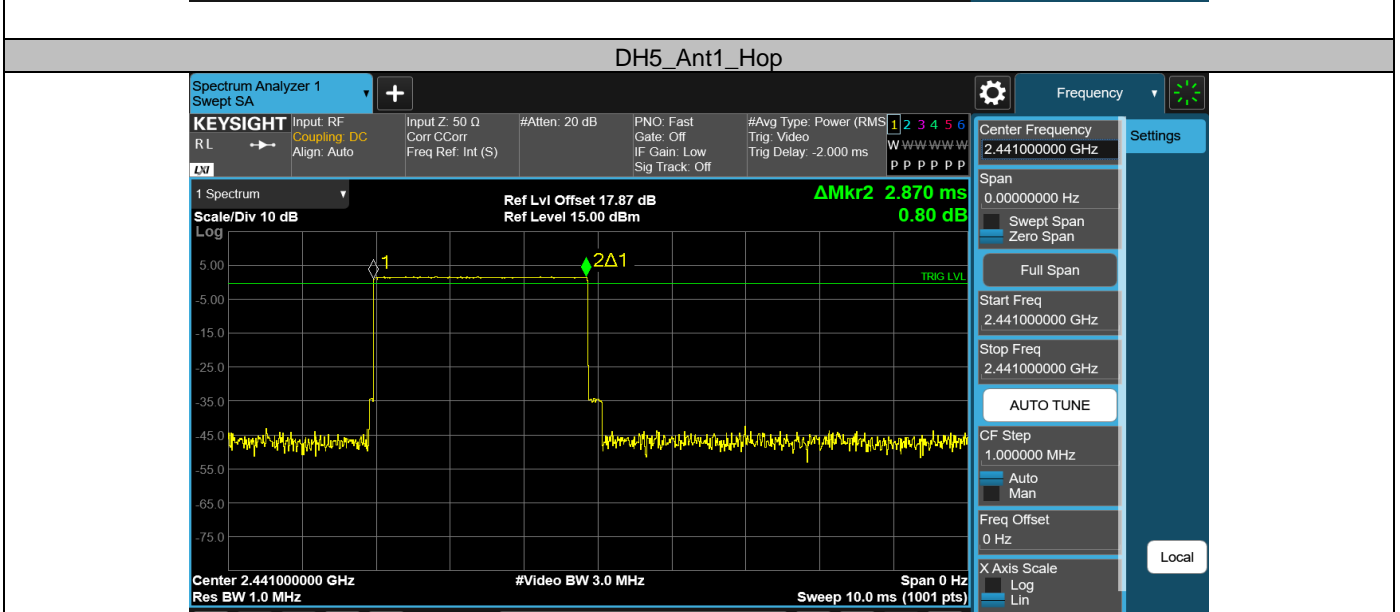 DH5_Ant1_Hop
Spectrum Analyzer 1
Swept SA
Frequency
KEYSIGHT
RL
LXI
Input: RF
Coupling: DC
Align: Auto
Input Z: 50 Ω
Corr CCorr
Freq Ref: Int (S)
#Atten: 20 dB
PNO: Fast
Gate: Off
IF Gain: Low
Sig Track: Off
#Avg Type: Power (RMS
Trig: Video
Trig Delay: -2.000 ms
1 2 3 4 5 6
W W W W W W
P P P P P P
Center Frequency
2.441000000 GHz
Settings
Span
0.00000000 Hz
Swept Span
Zero Span
Full Span
Start Freq
2.441000000 GHz
Stop Freq
2.441000000 GHz
AUTO TUNE
CF Step
1.000000 MHz
Auto
Man
Freq Offset
0 Hz
X Axis Scale
Log
Lin
Local
1 Spectrum
Scale/Div 10 dB
Log
Ref Lvl Offset 17.87 dB
Ref Level 15.00 dBm
ΔMkr2 2.870 ms
0.80 dB
1
2Δ1
TRIG LVL
5.00
-5.00
-15.0
-25.0
-35.0
-45.0
-55.0
-65.0
-75.0
Center 2.441000000 GHz
Res BW 1.0 MHz
#Video BW 3.0 MHz
Span 0 Hz
Sweep 10.0 ms (1001 pts)